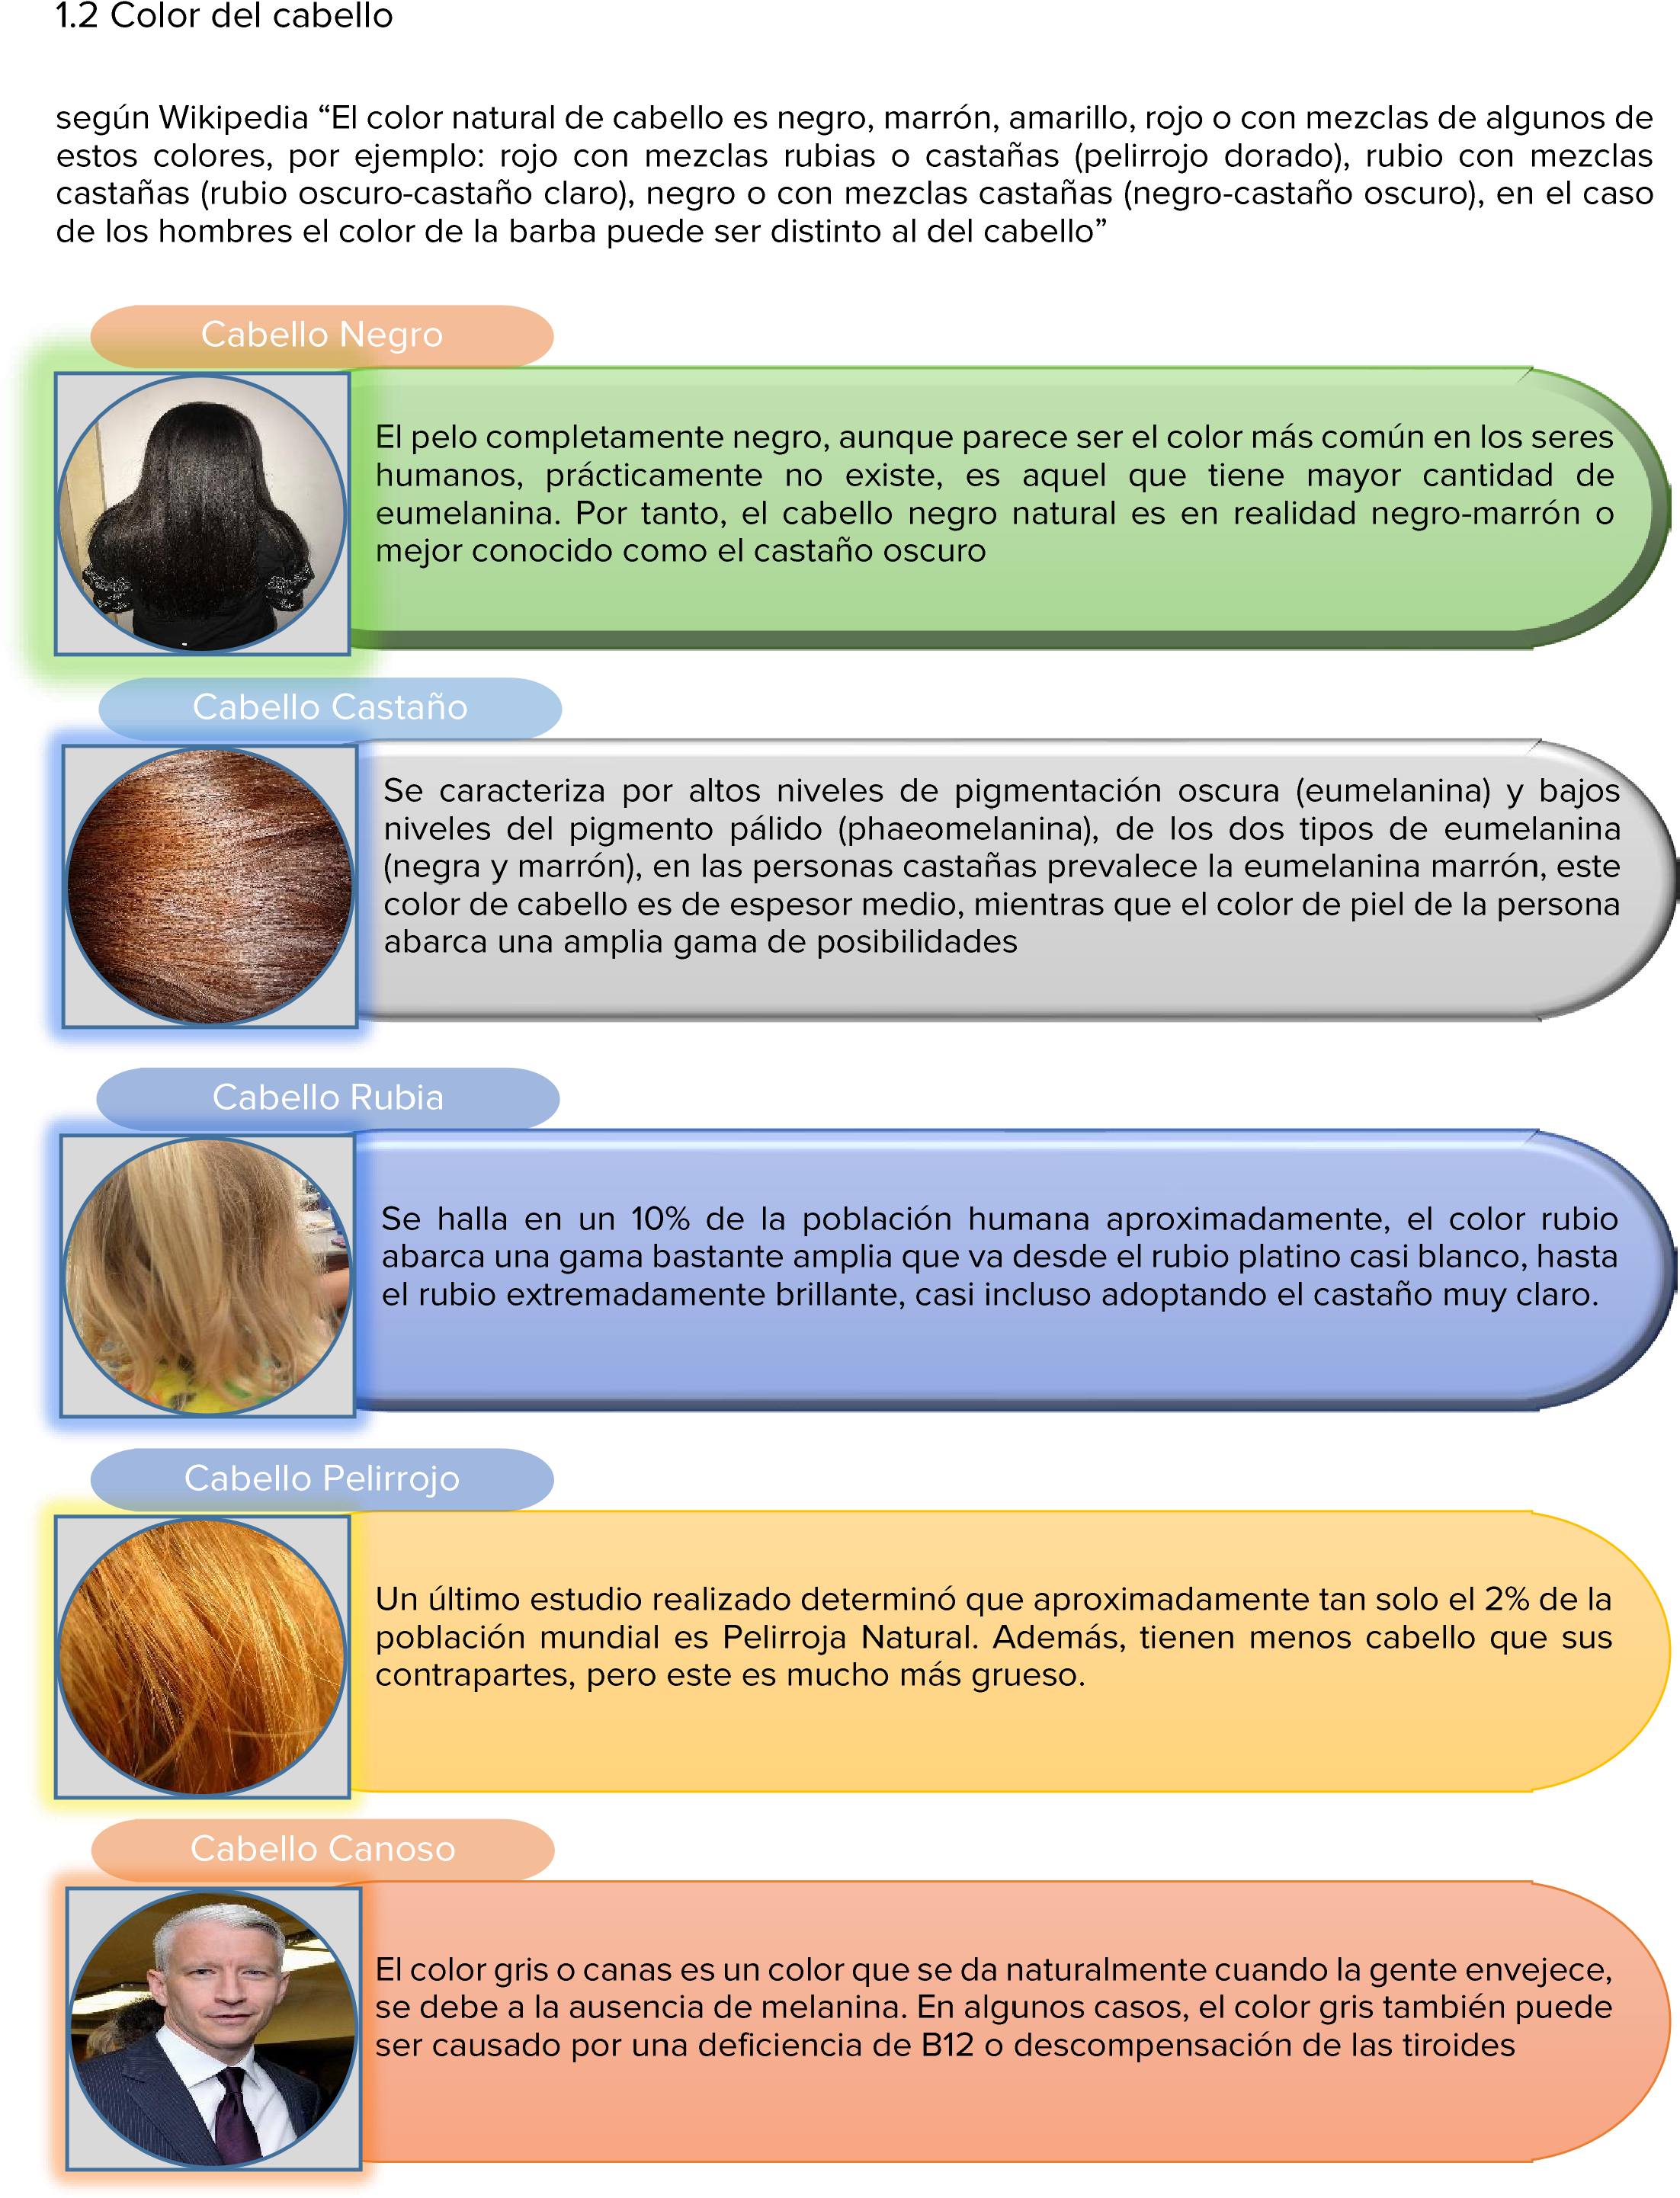 1.2 Color del cabello
según Wikipedia “El color natural de cabello es negro, marrón, amarillo, rojo o con mezclas de algunos de
estos colores, por ejemplo: rojo con mezclas rubias o castañas (pelirrojo dorado), rubio con mezclas
castañas (rubio oscuro-castaño claro), negro o con mezclas castañas (negro-castaño oscuro), en el caso
de los hombres el color de la barba puede ser distinto al del cabello”
Cabello Negro
El pelo completamente negro, aunque parece ser el color más común en los seres
humanos, prácticamente no existe, es aquel que tiene mayor cantidad de
eumelanina. Por tanto, el cabello negro natural es en realidad negro-marrón o
mejor conocido como el castaño oscuro
Cabello Castaño
Se caracteriza por altos niveles de pigmentación oscura (eumelanina) y bajos
niveles del pigmento pálido (phaeomelanina), de los dos tipos de eumelanina
(negra y marrón), en las personas castañas prevalece la eumelanina marrón, este
color de cabello es de espesor medio, mientras que el color de piel de la persona
abarca una amplia gama de posibilidades
Cabello Rubia
Se halla en un 10% de la población humana aproximadamente, el color rubio
abarca una gama bastante amplia que va desde el rubio platino casi blanco, hasta
el rubio extremadamente brillante, casi incluso adoptando el castaño muy claro.
Cabello Pelirrojo
Un último estudio realizado determinó que aproximadamente tan solo el 2% de la
población mundial es Pelirroja Natural. Además, tienen menos cabello que sus
contrapartes, pero este es mucho más grueso.
Cabello Canoso
El color gris o canas es un color que se da naturalmente cuando la gente envejece,
se debe a la ausencia de melanina. En algunos casos, el color gris también puede
ser causado por una deficiencia de B12 o descompensación de las tiroides